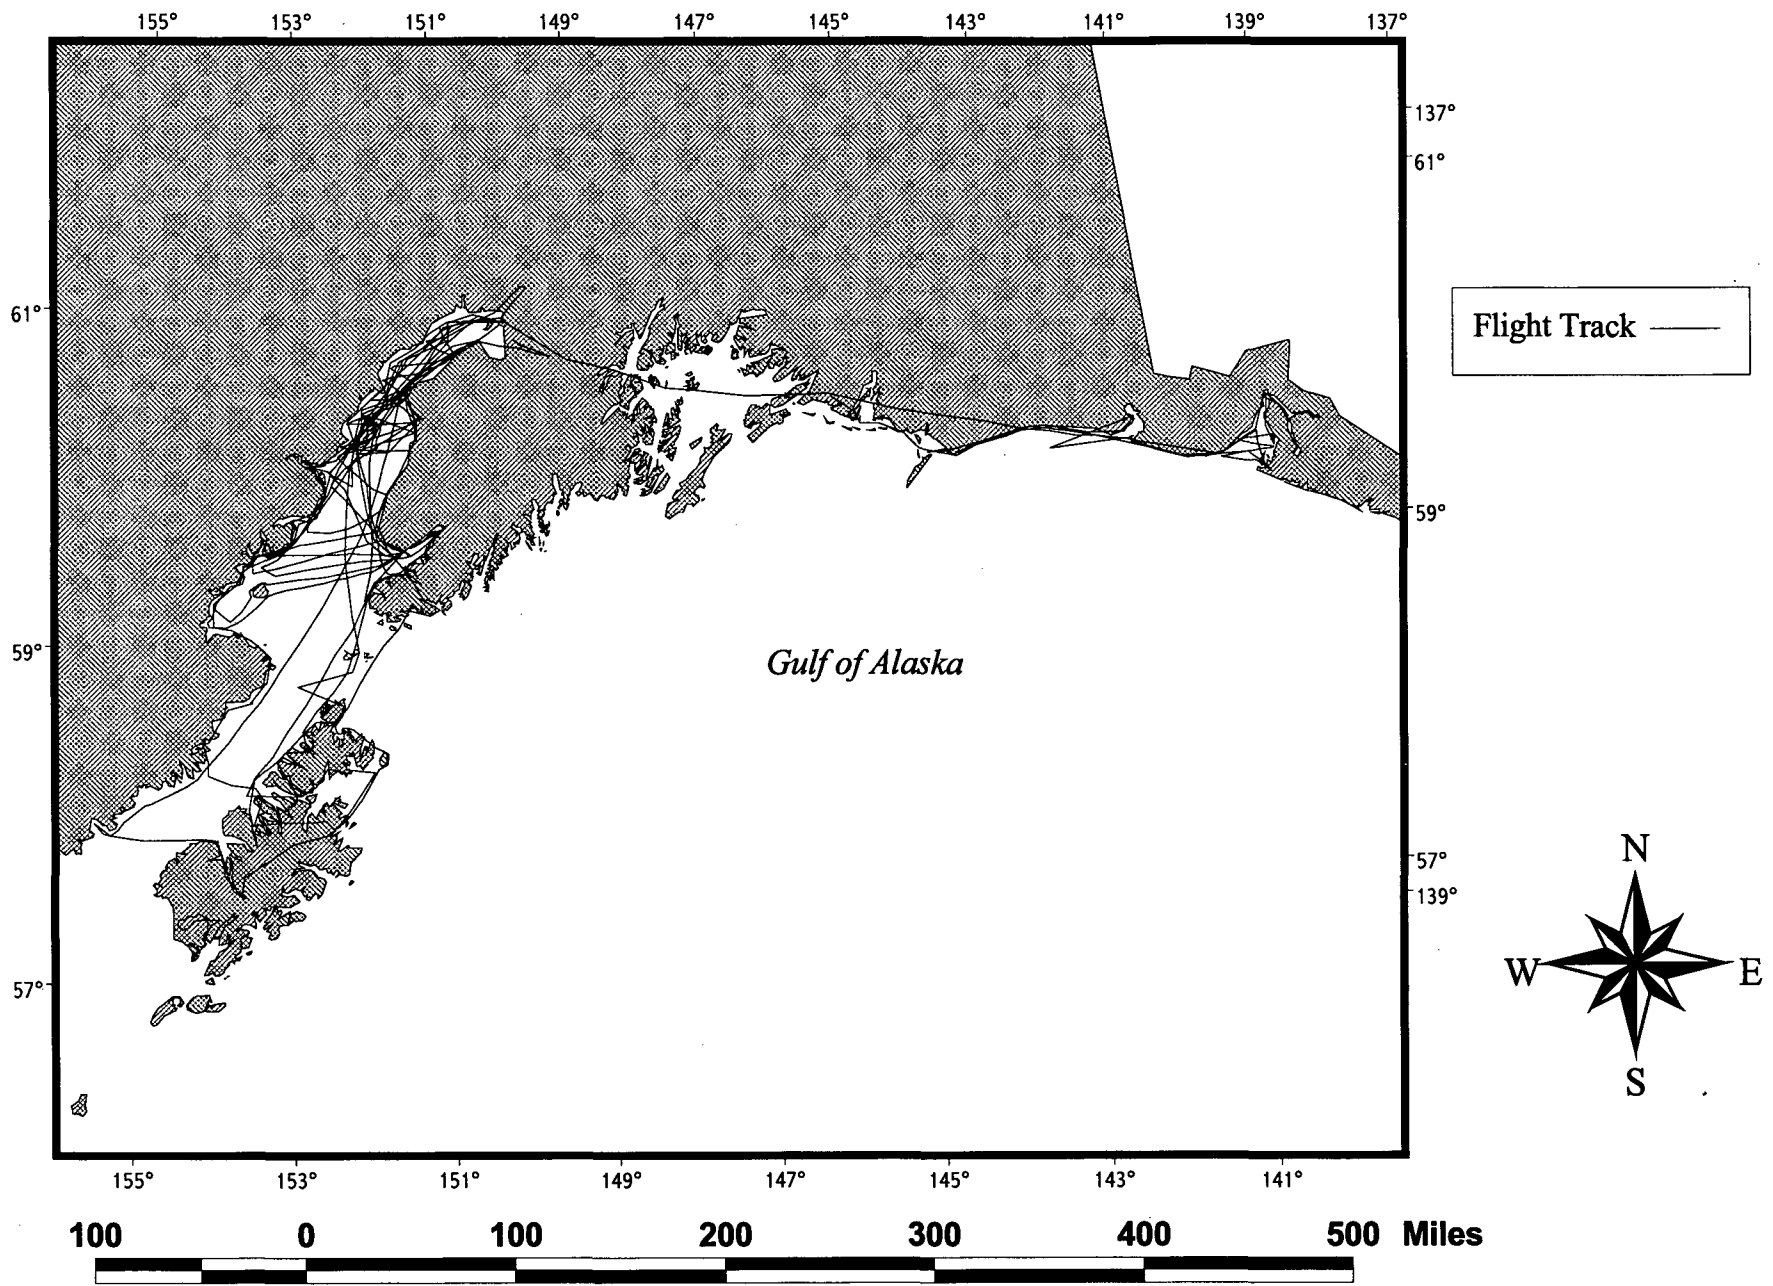 155° 153° 151° 149° 147° 145° 143° 141° 139° 137°
137°
61°
61°
Flight Track
59°
59°
Gulf of Alaska
57°
139°
57°
N
W E
S
155° 153° 151° 149° 147° 145° 143° 141°
100 0 100 200 300 400 500 Miles